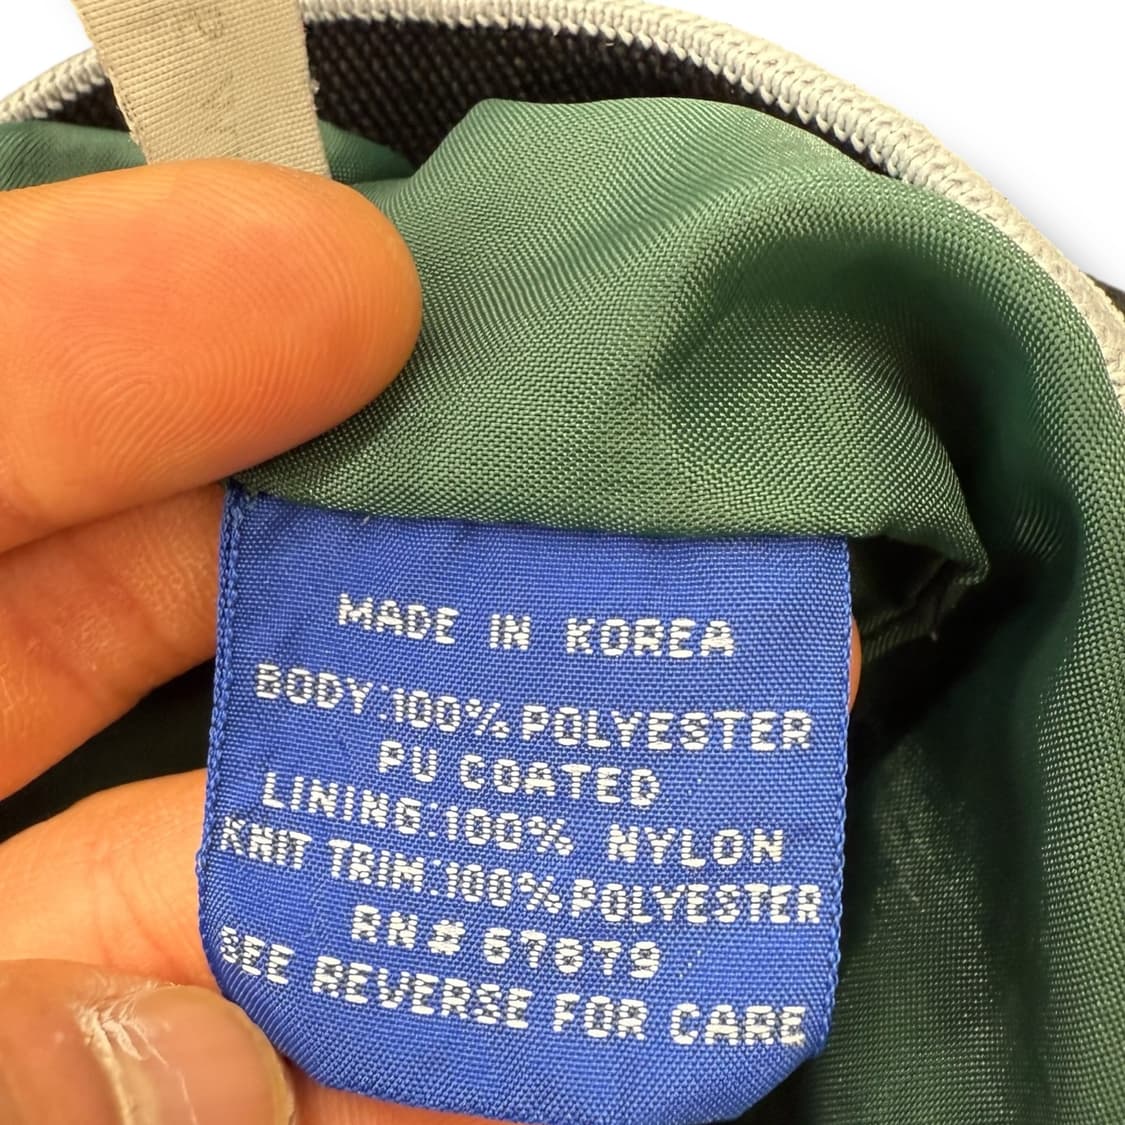 MADE IN KOREA
BODY:100% POLYESTER
PU COATED
LINING:100% NYLON
KNIT TRIM:100% POLYESTER
RN# 67679
SEE REVERSE FOR CARE